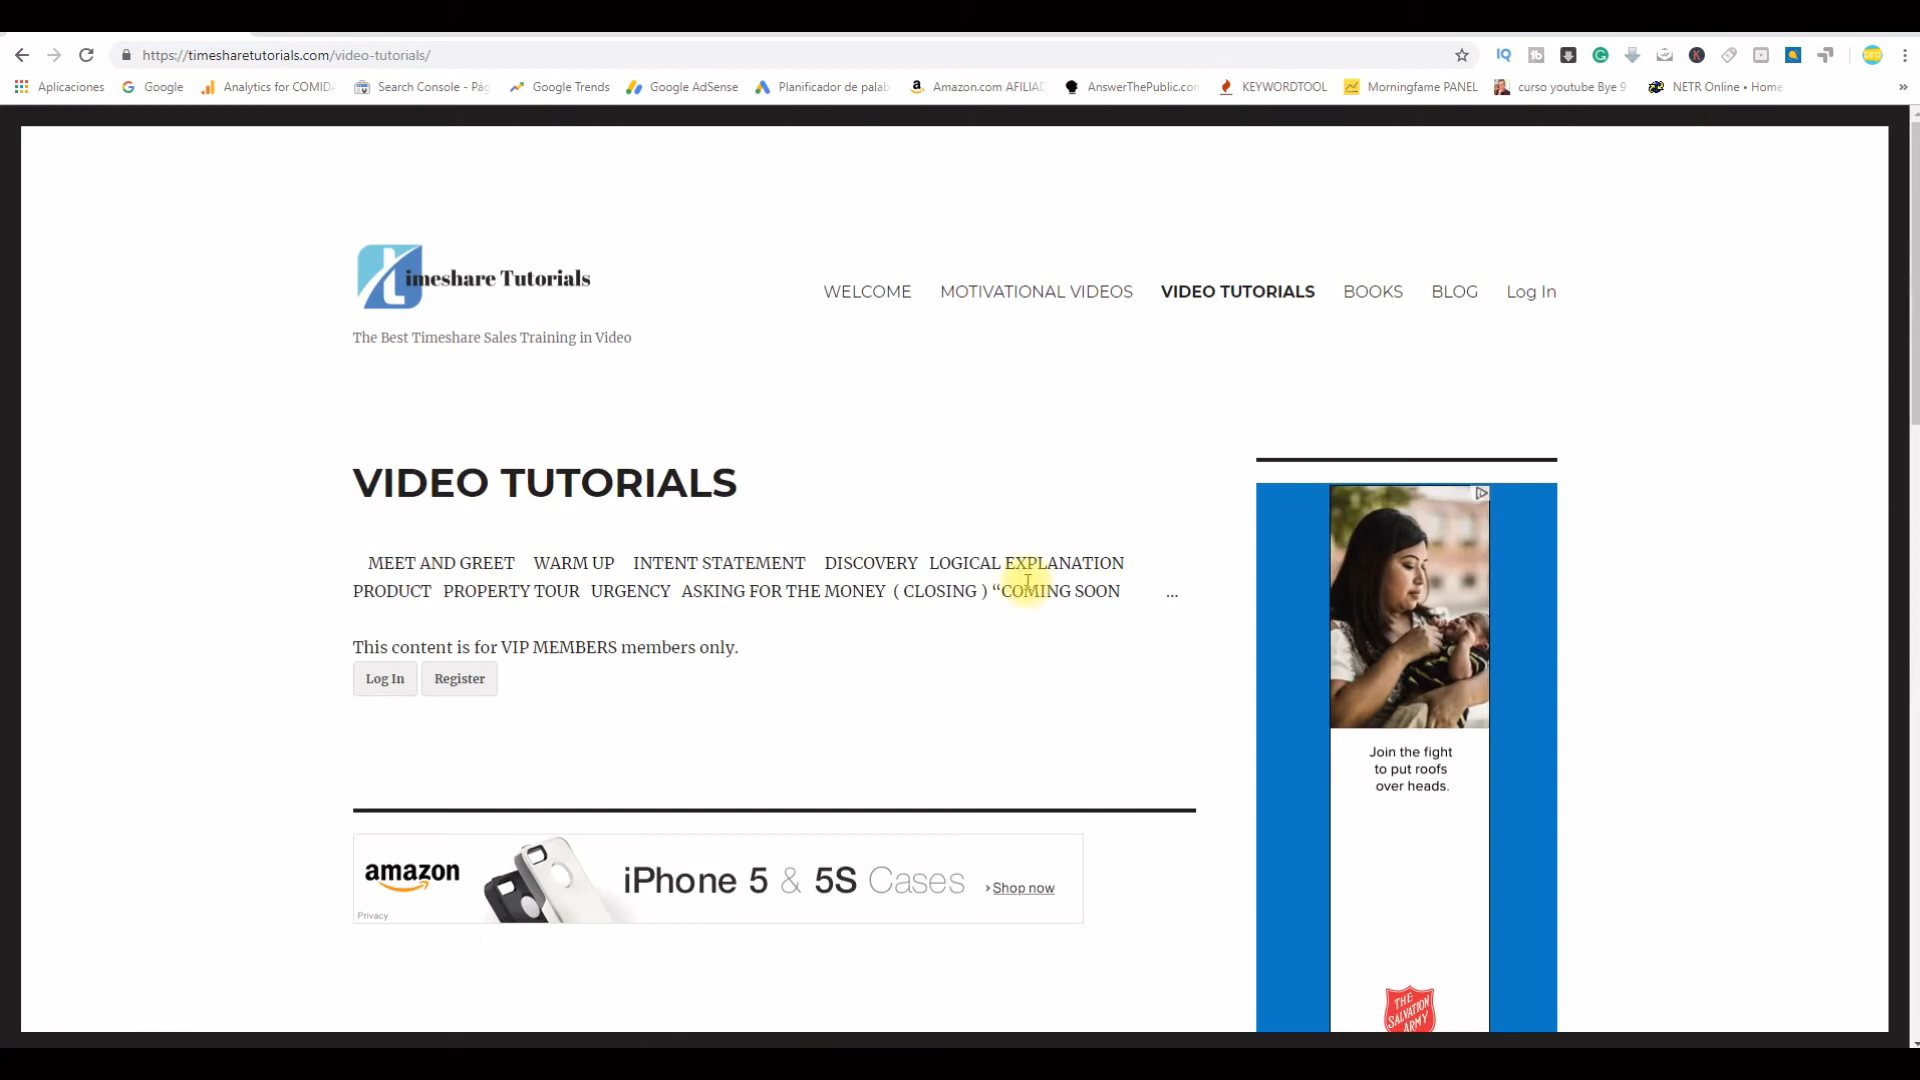 https://timesharetutorials.com/video-tutorials/
Aplicaciones Google Analytics for COMIDA Search Console - Pág Google Trends Google AdSense Planificador de palab Amazon.com AFILIAD AnswerThePublic.com KEYWORDTOOL Morningfame PANEL curso youtube Bye 9 NETR Online • Home »
timeshare Tutorials
The Best Timeshare Sales Training in Video
WELCOME MOTIVATIONAL VIDEOS VIDEO TUTORIALS BOOKS BLOG Log In
VIDEO TUTORIALS
MEET AND GREET WARM UP INTENT STATEMENT DISCOVERY LOGICAL EXPLANATION
PRODUCT PROPERTY TOUR URGENCY ASKING FOR THE MONEY ( CLOSING ) “COMING SOON ...
This content is for VIP MEMBERS members only.
Log In Register
amazon
iPhone 5 & 5S Cases
› Shop now
Privacy
Join the fight
to put roofs
over heads.
THE
SALVATION
ARMY